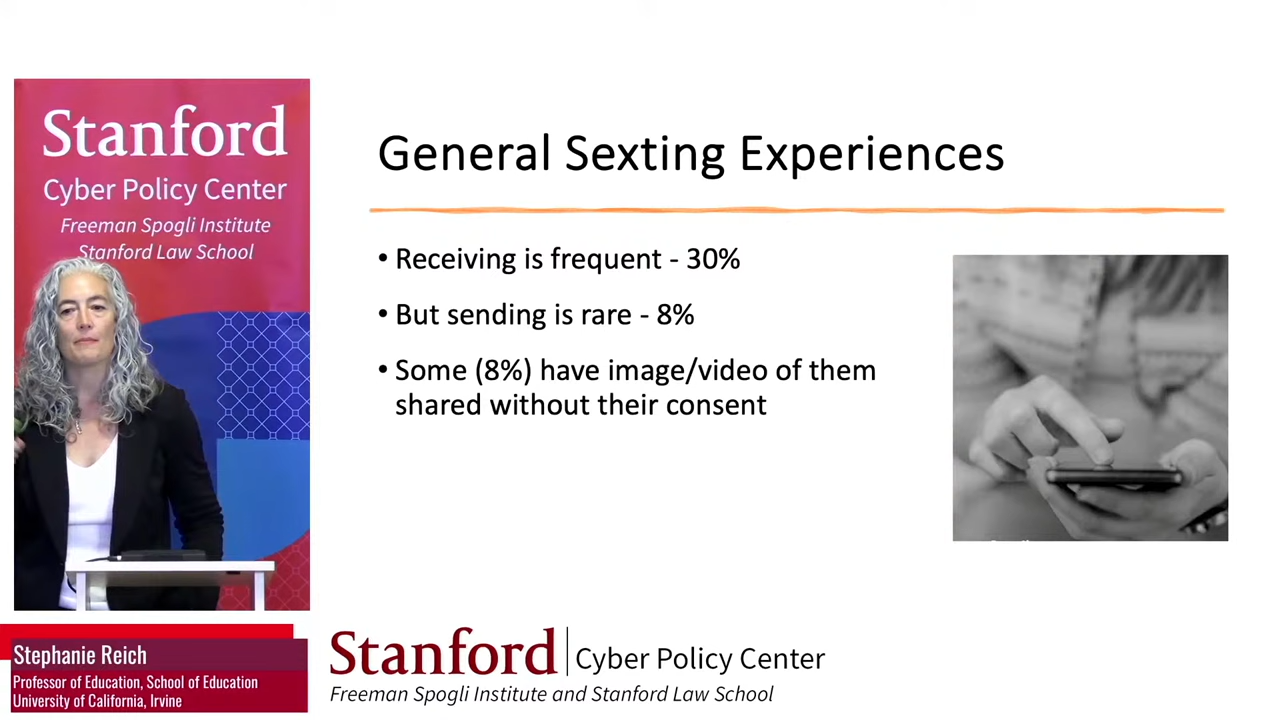 Stanford
Cyber Policy Center
Freeman Spogli Institute
Stanford Law School
General Sexting Experiences
• Receiving is frequent - 30%
• But sending is rare - 8%
• Some (8%) have image/video of them
shared without their consent
Stephanie Reich
Professor of Education, School of Education
University of California, Irvine
Stanford | Cyber Policy Center
Freeman Spogli Institute and Stanford Law School